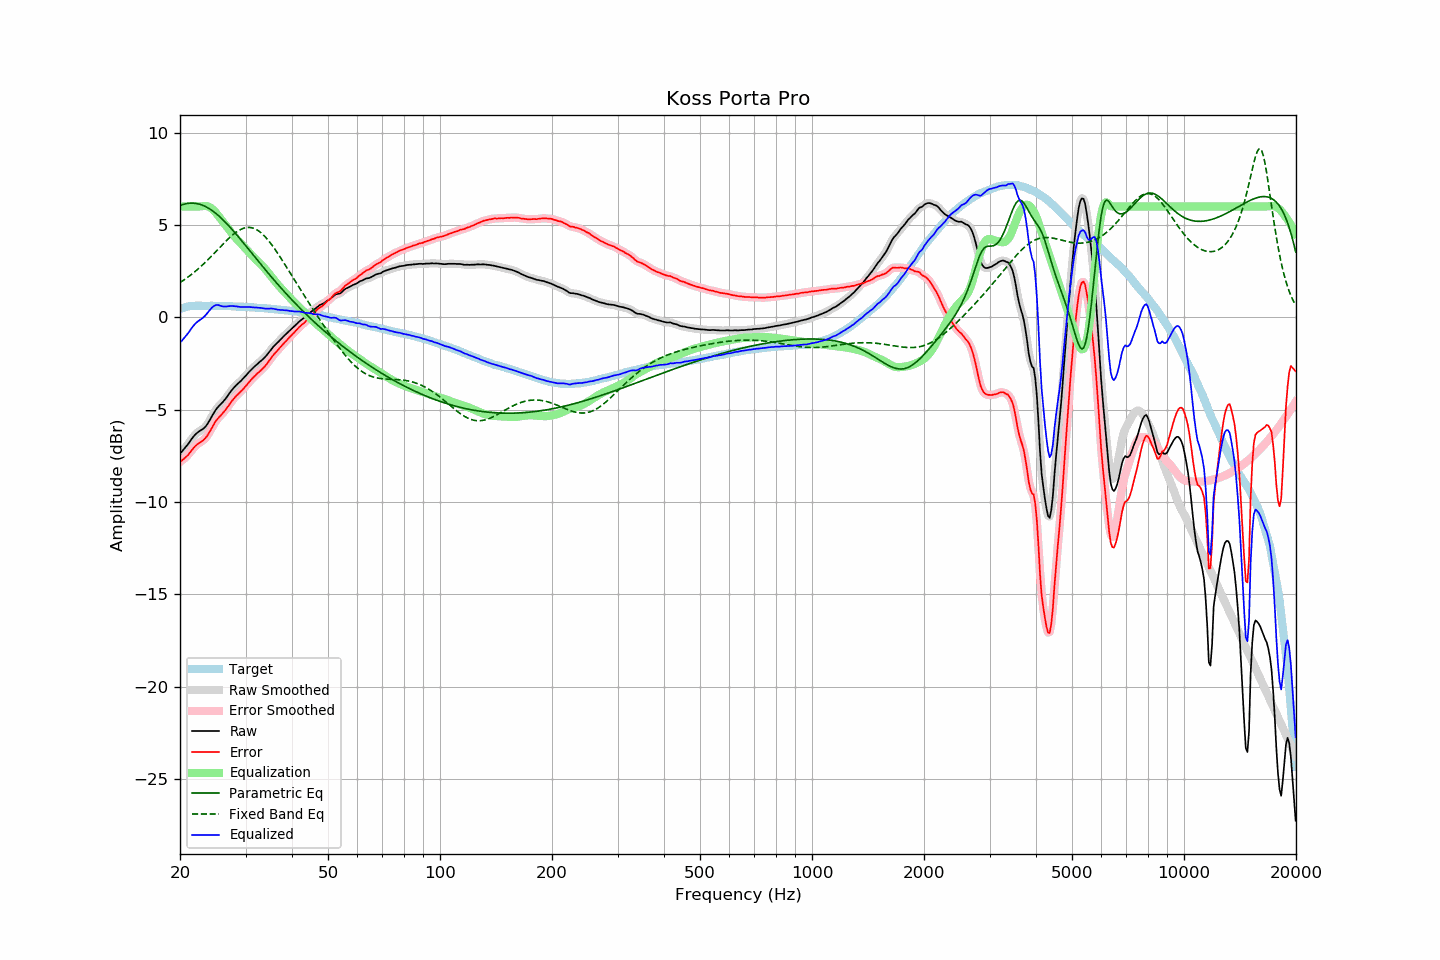 Koss Porta Pro
10
5
0
−5
−10
−15
−20
−25
Amplitude (dBr)
Target
Raw Smoothed
Error Smoothed
Raw
Error
Equalization
Parametric Eq
Fixed Band Eq
Equalized
20 50 100 200 500 1000 2000 5000 10000 20000
Frequency (Hz)